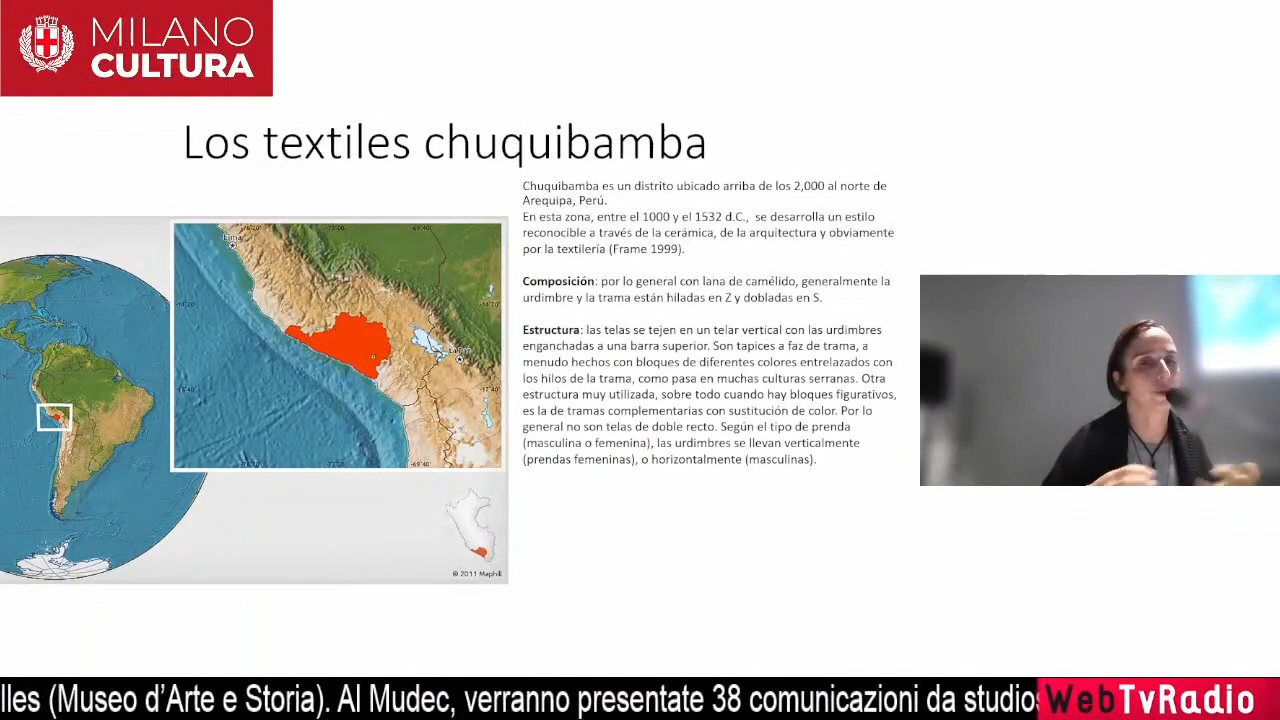 MILANO
CULTURA
Los textiles chuquibamba
Chuquibamba es un distrito ubicado arriba de los 2,000 al norte de
Arequipa, Perú.
En esta zona, entre el 1000 y el 1532 d.C., se desarrolla un estilo
reconocible a través de la cerámica, de la arquitectura y obviamente
por la textilería (Frame 1999).
Composición: por lo general con lana de camélido, generalmente la
urdimbre y la trama están hiladas en Z y dobladas en S.
Estructura: las telas se tejen en un telar vertical con las urdimbres
enganchadas a una barra superior. Son tapices a faz de trama, a
menudo hechos con bloques de diferentes colores entrelazados con
los hilos de la trama, como pasa en muchas culturas serranas. Otra
estructura muy utilizada, sobre todo cuando hay bloques figurativos,
es la de tramas complementarias con sustitución de color. Por lo
general no son telas de doble recto. Según el tipo de prenda
(masculina o femenina), las urdimbres se llevan verticalmente
(prendas femeninas), o horizontalmente (masculinas).
Lima
© 2011 Maphill
lles (Museo d'Arte e Storia). Al Mudec, verranno presentate 38 comunicazioni da studios
WebTvRadio